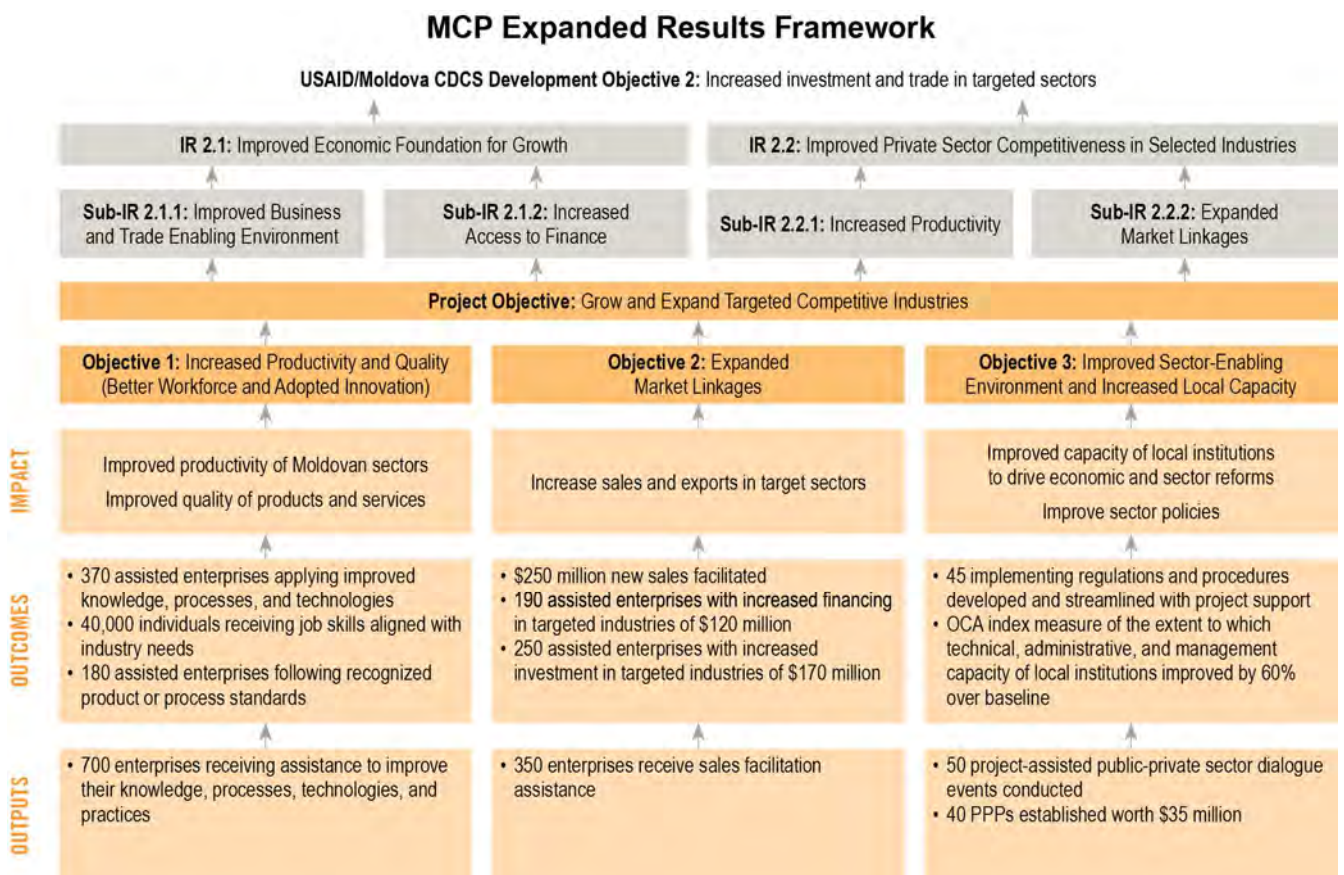 MCP Expanded Results Framework
USAID/Moldova CDCS Development Objective 2: Increased investment and trade in targeted sectors
IR 2.1: Improved Economic Foundation for Growth
IR 2.2: Improved Private Sector Competitiveness in Selected Industries
Sub-IR 2.1.1: Improved Business
and Trade Enabling Environment
Sub-IR 2.1.2: Increased
Access to Finance
Sub-IR 2.2.1: Increased Productivity
Sub-IR 2.2.2: Expanded
Market Linkages
Project Objective: Grow and Expand Targeted Competitive Industries
Objective 1: Increased Productivity and Quality
(Better Workforce and Adopted Innovation)
Objective 2: Expanded
Market Linkages
Objective 3: Improved Sector-Enabling
Environment and Increased Local Capacity
IMPACT
Improved productivity of Moldovan sectors
Improved quality of products and services
Increase sales and exports in target sectors
Improved capacity of local institutions
to drive economic and sector reforms
Improve sector policies
OUTCOMES
• 370 assisted enterprises applying improved
knowledge, processes, and technologies
• 40,000 individuals receiving job skills aligned with
industry needs
• 180 assisted enterprises following recognized
product or process standards
• $250 million new sales facilitated
• 190 assisted enterprises with increased financing
in targeted industries of $120 million
• 250 assisted enterprises with increased
investment in targeted industries of $170 million
• 45 implementing regulations and procedures
developed and streamlined with project support
• OCA index measure of the extent to which
technical, administrative, and management
capacity of local institutions improved by 60%
over baseline
OUTPUTS
• 700 enterprises receiving assistance to improve
their knowledge, processes, technologies, and
practices
• 350 enterprises receive sales facilitation
assistance
• 50 project-assisted public-private sector dialogue
events conducted
• 40 PPPs established worth $35 million